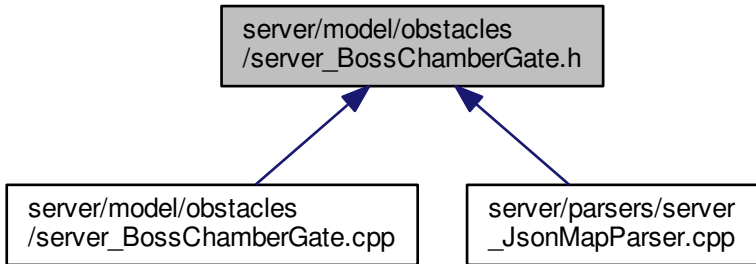 server/model/obstacles
/server_BossChamberGate.h
server/model/obstacles
/server_BossChamberGate.cpp
server/parsers/server
_JsonMapParser.cpp